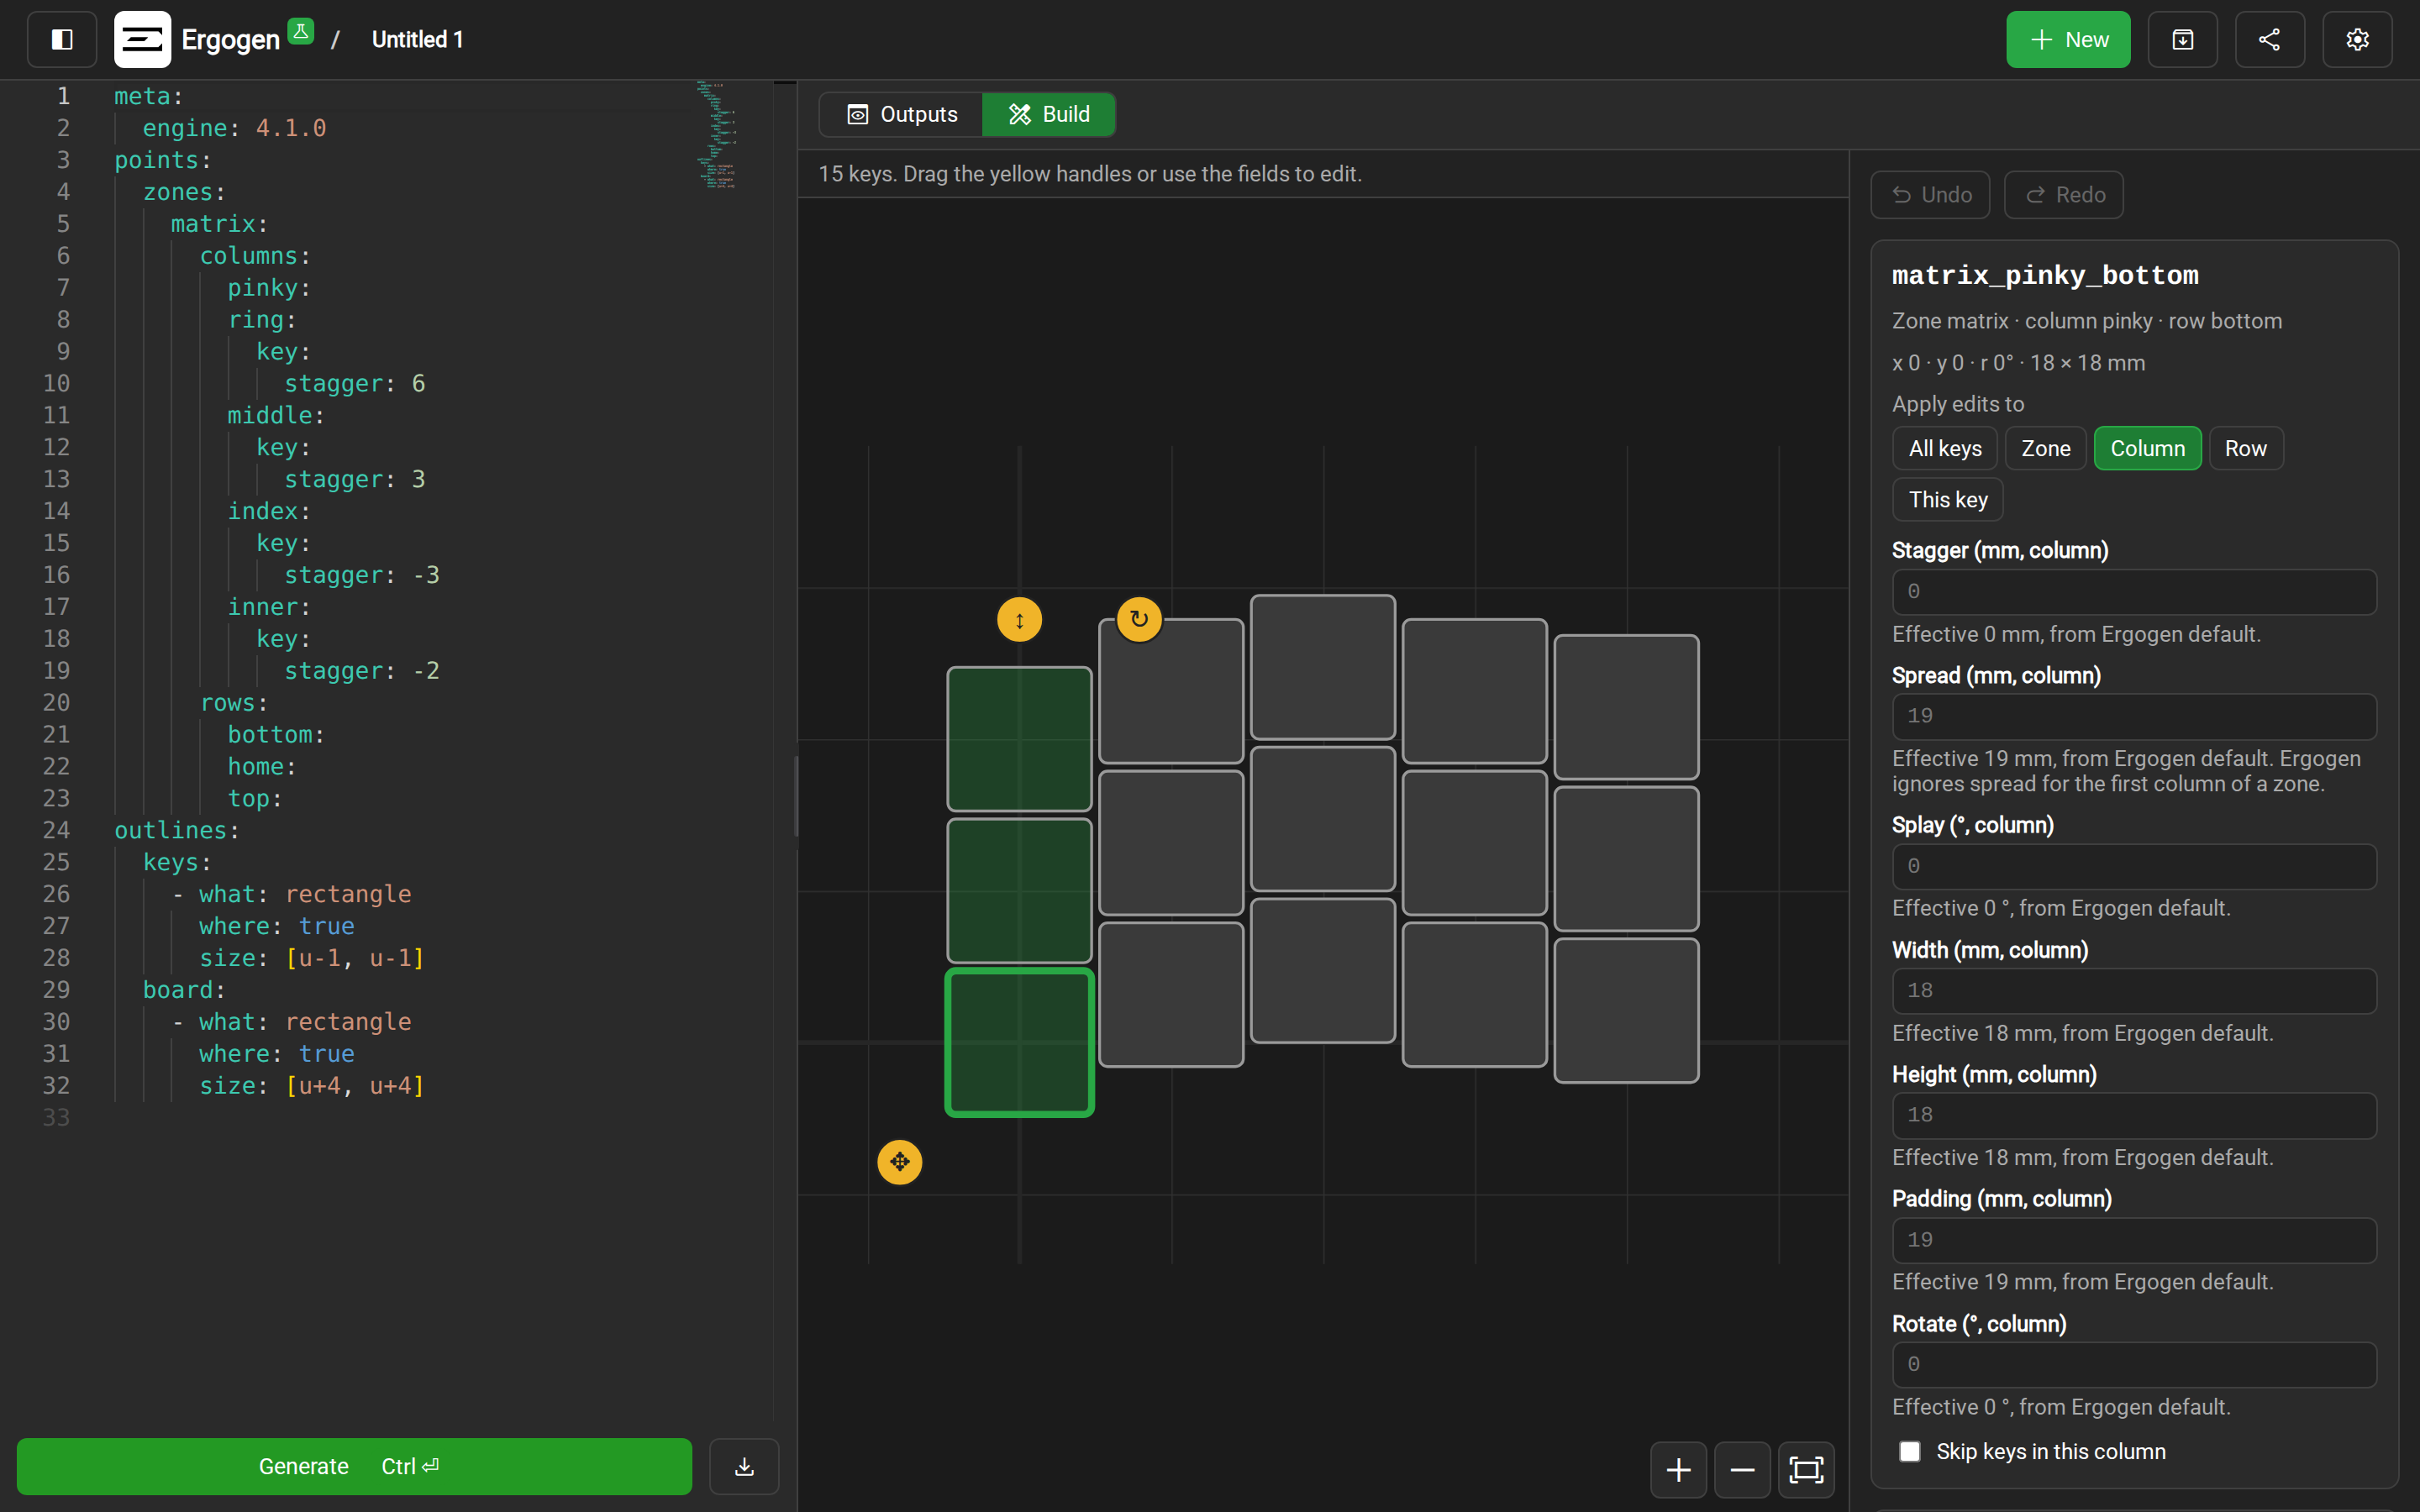 Ergogen / Untitled 1
New
1 meta:
2 engine: 4.1.0
3 points:
4 zones:
5 matrix:
6 columns:
7 pinky:
8 ring:
9 key:
10 stagger: 6
11 middle:
12 key:
13 stagger: 3
14 index:
15 key:
16 stagger: -3
17 inner:
18 key:
19 stagger: -2
20 rows:
21 bottom:
22 home:
23 top:
24 outlines:
25 keys:
26 - what: rectangle
27 where: true
28 size: [u-1, u-1]
29 board:
30 - what: rectangle
31 where: true
32 size: [u+4, u+4]
33
Generate Ctrl ⏎
Outputs
Build
15 keys. Drag the yellow handles or use the fields to edit.
Undo
Redo
matrix_pinky_bottom
Zone matrix · column pinky · row bottom
x 0 · y 0 · r 0° · 18 × 18 mm
Apply edits to
All keys
Zone
Column
Row
This key
Stagger (mm, column)
0
Effective 0 mm, from Ergogen default.
Spread (mm, column)
19
Effective 19 mm, from Ergogen default. Ergogen
ignores spread for the first column of a zone.
Splay (°, column)
0
Effective 0 °, from Ergogen default.
Width (mm, column)
18
Effective 18 mm, from Ergogen default.
Height (mm, column)
18
Effective 18 mm, from Ergogen default.
Padding (mm, column)
19
Effective 19 mm, from Ergogen default.
Rotate (°, column)
0
Effective 0 °, from Ergogen default.
Skip keys in this column